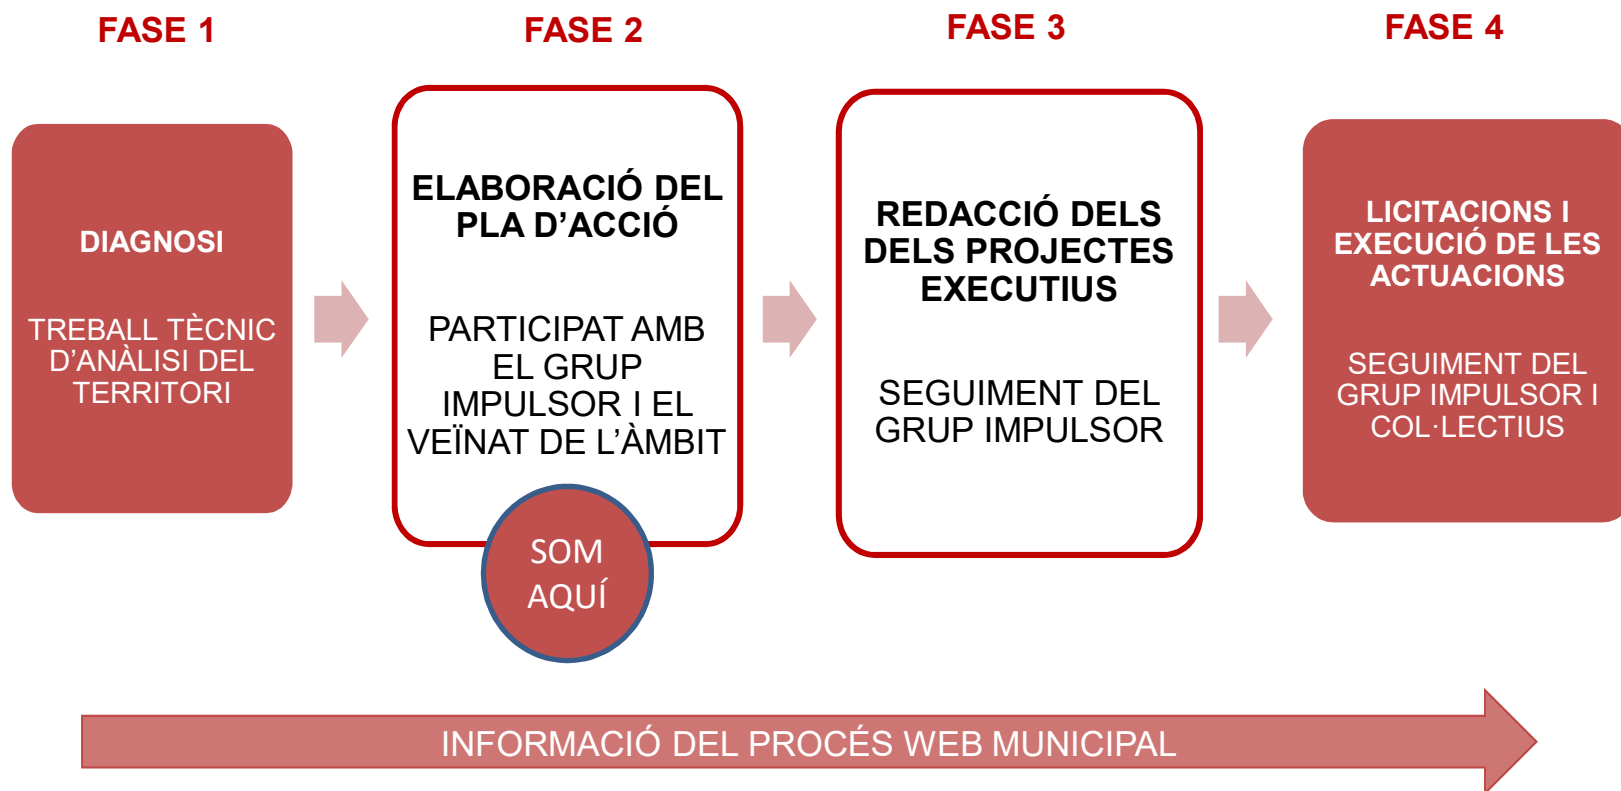 FASE 1
DIAGNOSI
TREBALL TÈCNIC
D’ANÀLISI DEL
TERRITORI
FASE 2
ELABORACIÓ DEL
PLA D’ACCIÓ
PARTICIPAT AMB
EL GRUP
IMPULSOR I EL
VEÏNAT DE L’ÀMBIT
SOM
AQUÍ
FASE 3
REDACCIÓ DELS
DELS PROJECTES
EXECUTIUS
SEGUIMENT DEL
GRUP IMPULSOR
FASE 4
LICITACIONS I
EXECUCIÓ DE LES
ACTUACIONS
SEGUIMENT DEL
GRUP IMPULSOR I
COL·LECTIUS
INFORMACIÓ DEL PROCÉS WEB MUNICIPAL